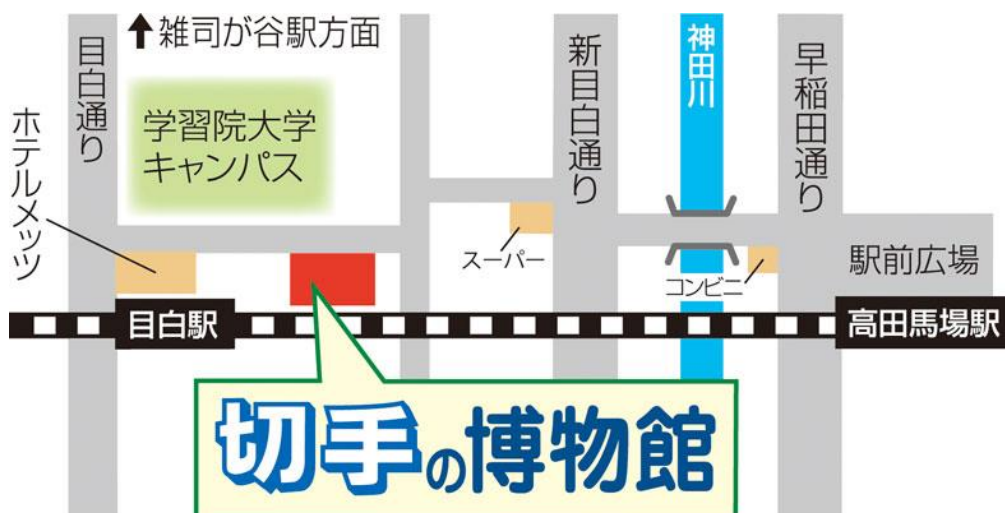 ↑雑司が谷駅方面
目白通り
学習院大学
キャンパス
ホテルメッツ
新目白通り
神田川
早稲田通り
スーパー
コンビニ
駅前広場
目白駅
高田馬場駅
切手の博物館